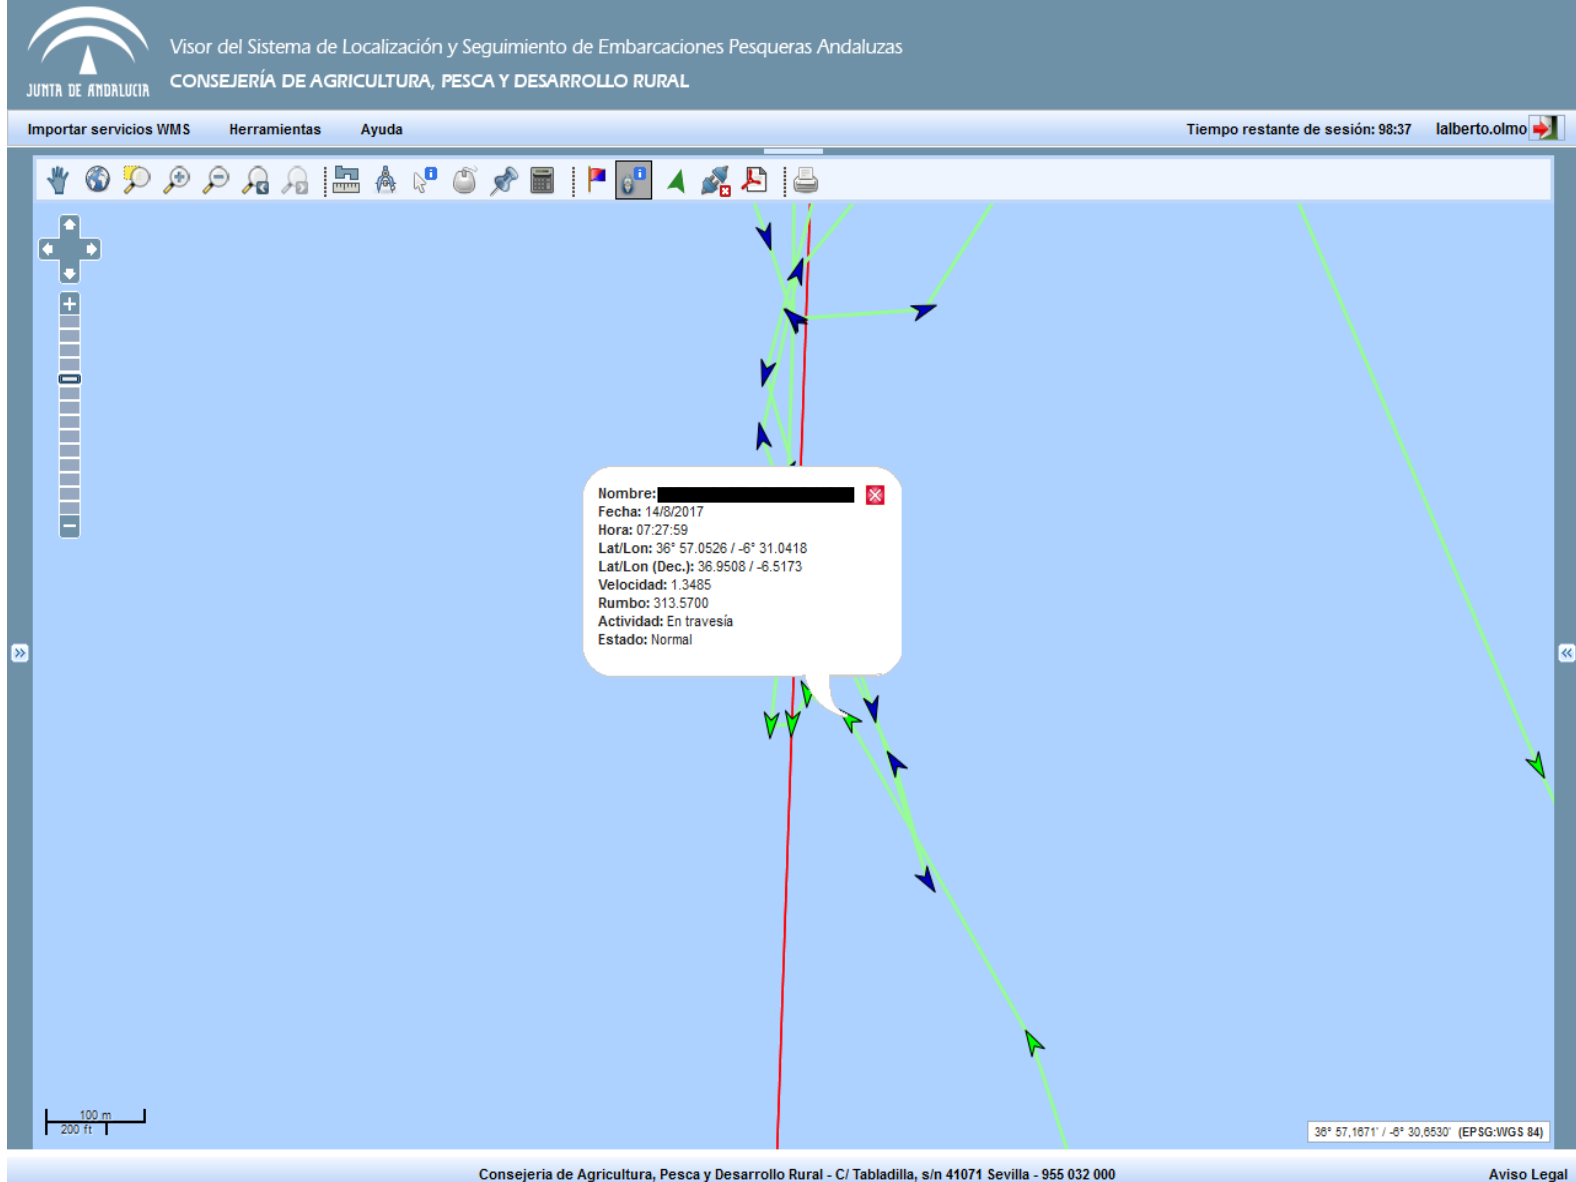 Visor del Sistema de Localización y Seguimiento de Embarcaciones Pesqueras Andaluzas
CONSEJERÍA DE AGRICULTURA, PESCA Y DESARROLLO RURAL
JUNTA DE ANDALUCIA
Importar servicios WMS Herramientas Ayuda Tiempo restante de sesión: 98:37 lalberto.olmo
Nombre:
Fecha: 14/8/2017
Hora: 07:27:59
Lat/Lon: 36° 57.0526 / -6° 31.0418
Lat/Lon (Dec.): 36.9508 / -6.5173
Velocidad: 1.3485
Rumbo: 313.5700
Actividad: En travesía
Estado: Normal
100 m
200 ft
36° 57,1671' / -6° 30,6530' (EPSG:WGS 84)
Consejeria de Agricultura, Pesca y Desarrollo Rural - C/ Tabladilla, s/n 41071 Sevilla - 955 032 000 Aviso Legal